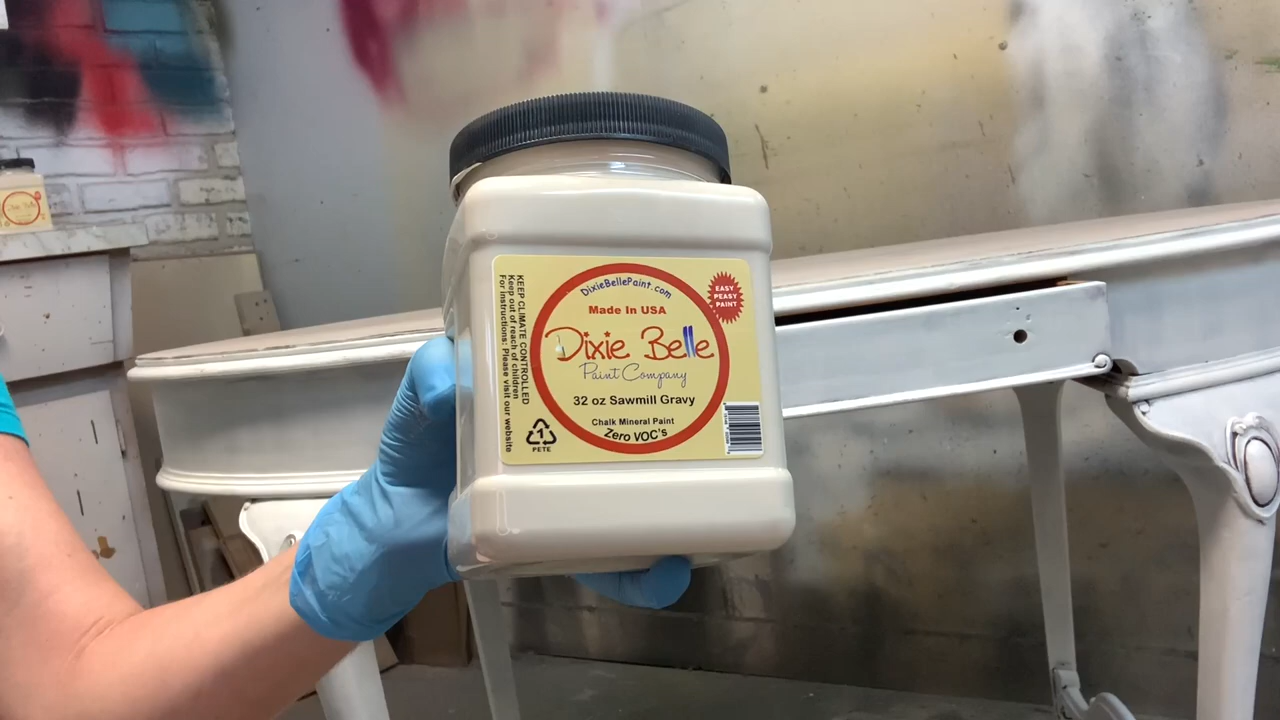 DixieBellePaint.com
Made In USA
EASY
PEASY
PAINT
Dixie Belle
Paint Company
32 oz Sawmill Gravy
Chalk Mineral Paint
Zero VOC's
KEEP CLIMATE CONTROLLED
Keep out of reach of children
For instructions: Please visit our website
1
PETE